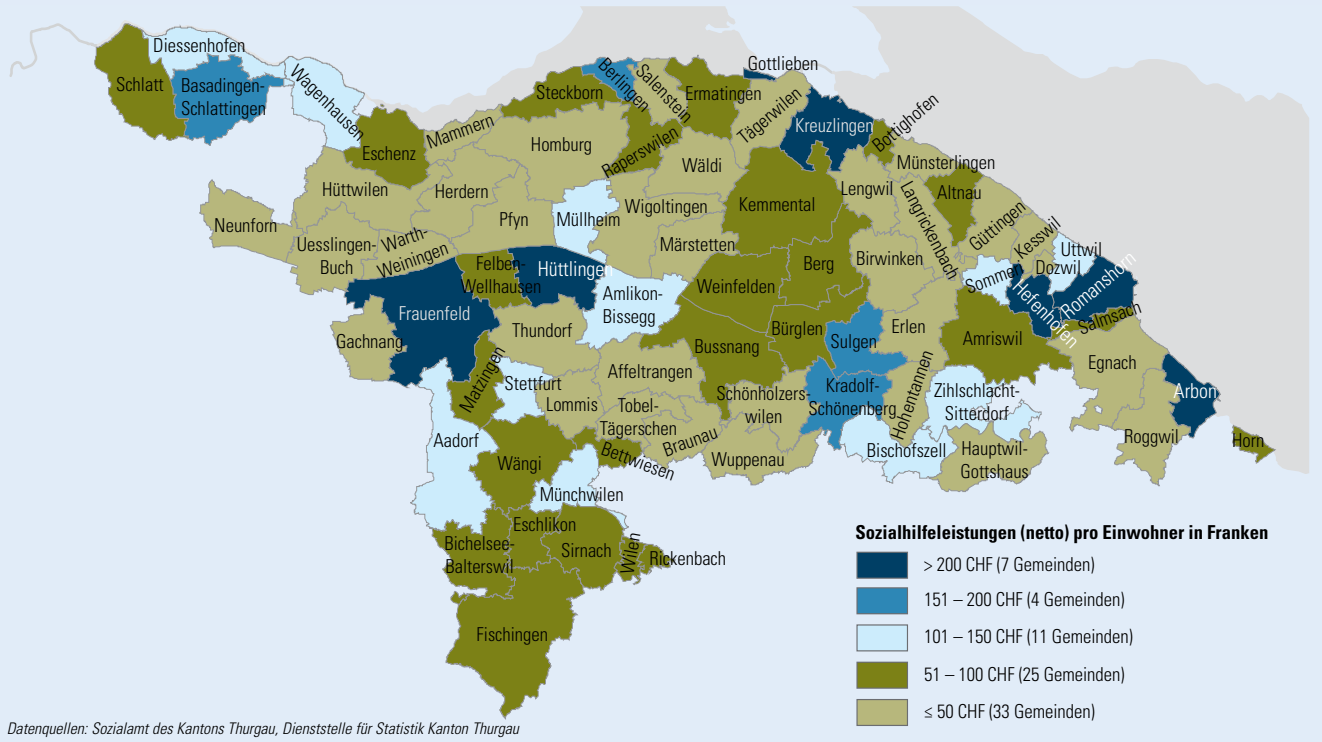 Diessenhofen
Schlatt
Basadingen-
Schlattingen
Wagenhausen
Eschenz
Mammern
Steckborn
Berlingen
Salenstein
Ermatingen
Gottlieben
Tägerwilen
Kreuzlingen
Bottighofen
Münsterlingen
Homburg
Raperswilen
Wäldi
Kemmental
Lengwil
Langrickenbach
Altnau
Güttingen
Kesswil
Uttwil
Dozwil
Sommeri
Hefenhofen
Romanshorn
Salmsach
Hüttwilen
Herdern
Neunforn
Uesslingen-
Buch
Warth-
Weiningen
Pfyn
Müllheim
Wigoltingen
Märstetten
Berg
Birwinken
Felben-
Wellhausen
Hüttlingen
Amlikon-
Bissegg
Weinfelden
Frauenfeld
Gachnang
Thundorf
Bussnang
Bürglen
Sulgen
Erlen
Amriswil
Egnach
Matzingen
Stettfurt
Lommis
Affeltrangen
Tobel-
Tägerschen
Braunau
Schönholzers-
wilen
Wuppenau
Kradolf-
Schönenberg
Hohentannen
Zihlschlacht-
Sitterdorf
Bischofszell
Hauptwil-
Gottshaus
Roggwil
Arbon
Horn
Aadorf
Wängi
Bettwiesen
Münchwilen
Eschlikon
Bichelsee-
Balterswil
Sirnach
Wilen
Rickenbach
Fischingen
Sozialhilfeleistungen (netto) pro Einwohner in Franken
> 200 CHF (7 Gemeinden)
151 – 200 CHF (4 Gemeinden)
101 – 150 CHF (11 Gemeinden)
51 – 100 CHF (25 Gemeinden)
≤ 50 CHF (33 Gemeinden)
Datenquellen: Sozialamt des Kantons Thurgau, Dienststelle für Statistik Kanton Thurgau